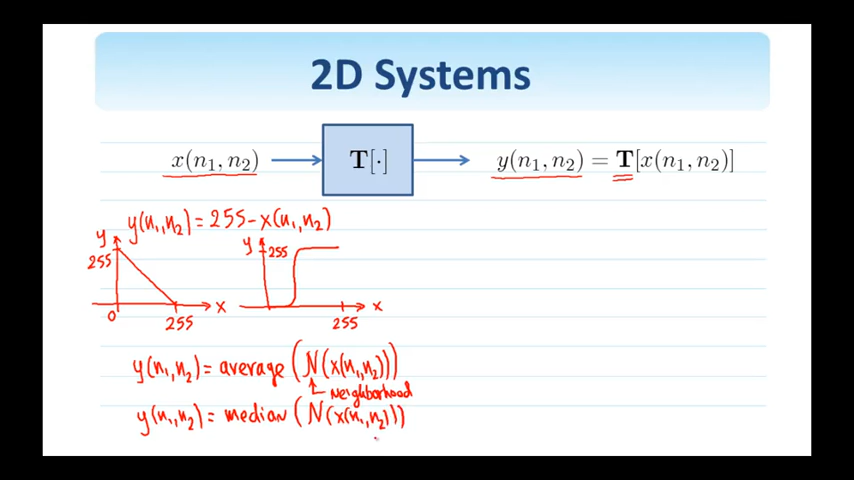 2D Systems
x(n₁, n₂) T[·] y(n₁, n₂) = T[x(n₁, n₂)]
y(n₁,n₂) = 255 - x(n₁,n₂)
y y
255 255
x x
0 255 255
y(n₁,n₂) = average (N(x(n₁,n₂)))
Neighborhood
y(n₁,n₂) = median (N(x(n₁,n₂)))